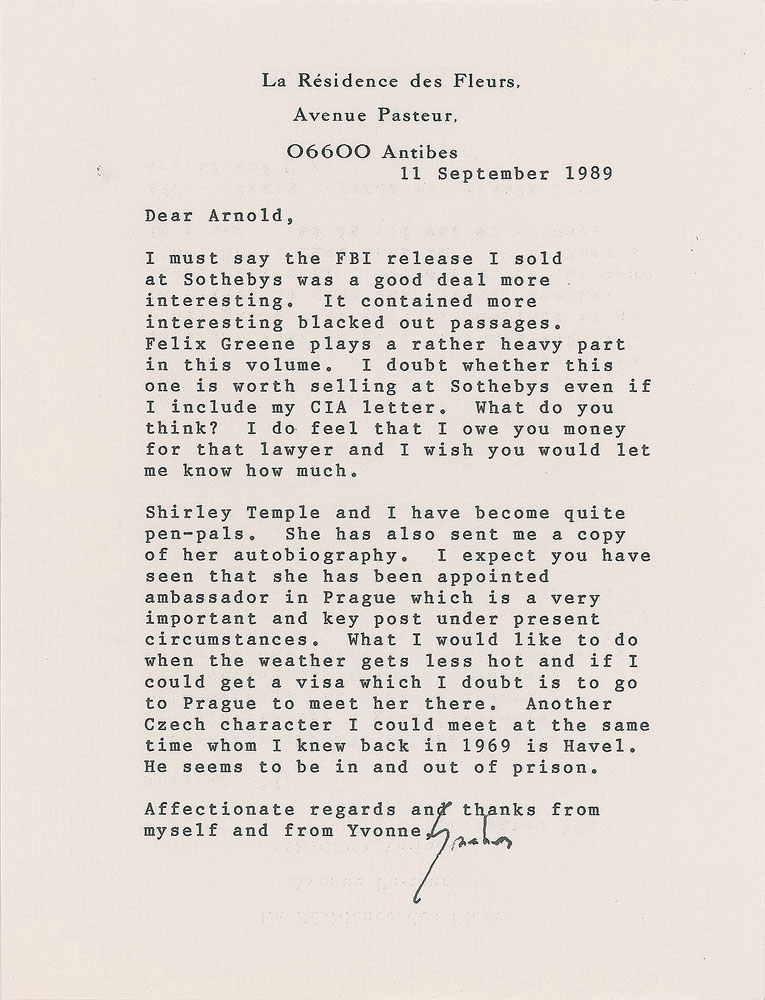 La Résidence des Fleurs,
Avenue Pasteur,
06600 Antibes
11 September 1989
Dear Arnold,
I must say the FBI release I sold
at Sothebys was a good deal more
interesting.  It contained more
interesting blacked out passages.
Felix Greene plays a rather heavy part
in this volume.  I doubt whether this
one is worth selling at Sothebys even if
I include my CIA letter.  What do you
think?  I do feel that I owe you money
for that lawyer and I wish you would let
me know how much.
Shirley Temple and I have become quite
pen-pals.  She has also sent me a copy
of her autobiography.  I expect you have
seen that she has been appointed
ambassador in Prague which is a very
important and key post under present
circumstances.  What I would like to do
when the weather gets less hot and if I
could get a visa which I doubt is to go
to Prague to meet her there.  Another
Czech character I could meet at the same
time whom I knew back in 1969 is Havel.
He seems to be in and out of prison.
Affectionate regards and thanks from
myself and from Yvonne.
Graham